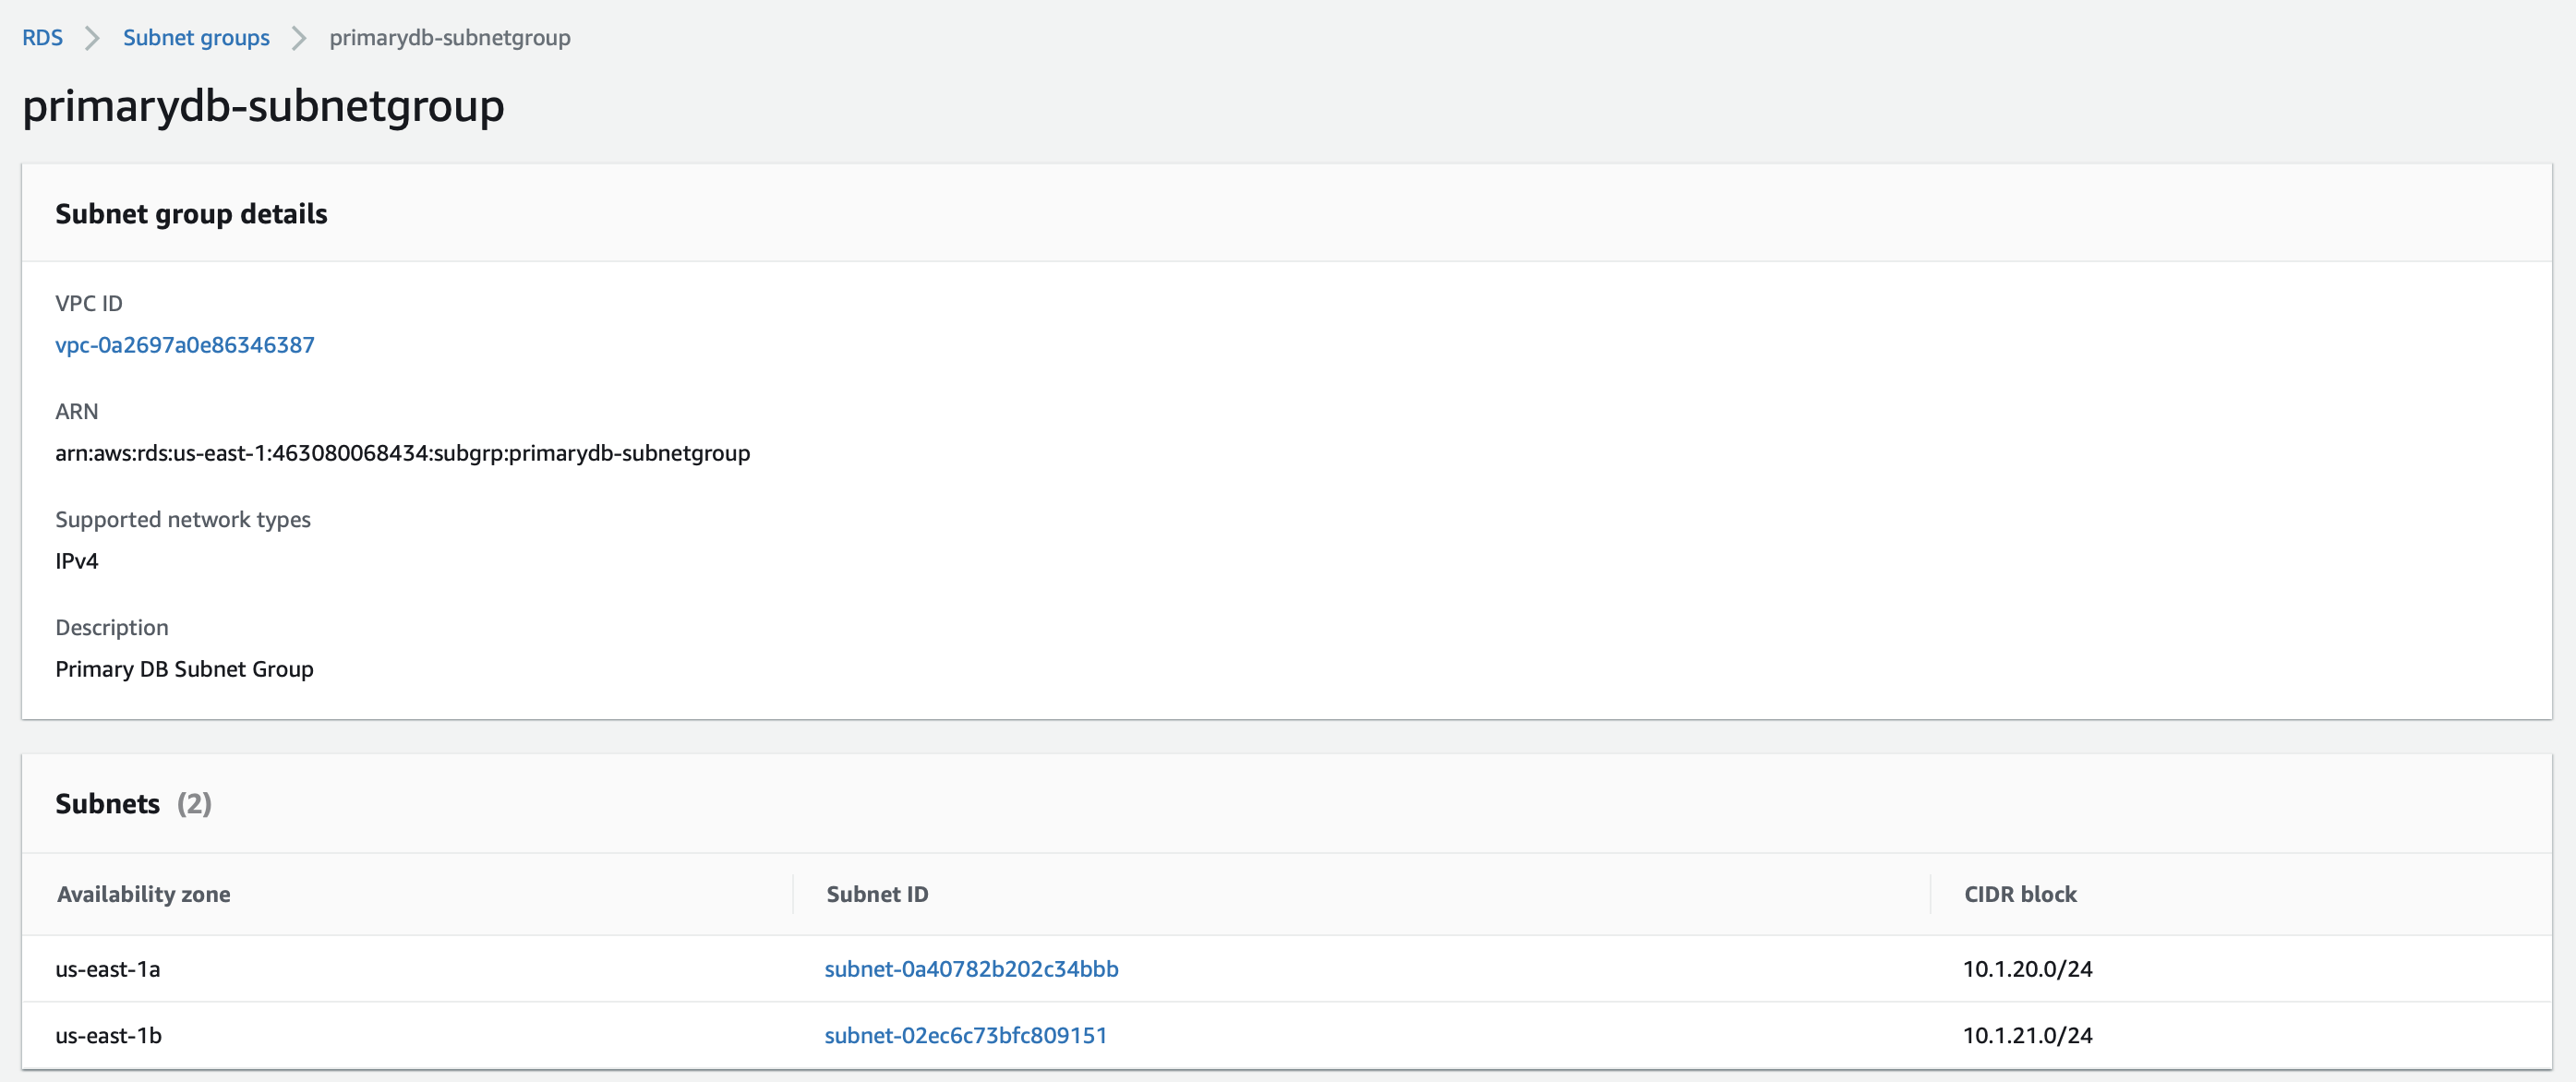 RDS > Subnet groups > primarydb-subnetgroup
primarydb-subnetgroup
Subnet group details
VPC ID
vpc-0a2697a0e86346387
ARN
arn:aws:rds:us-east-1:463080068434:subgrp:primarydb-subnetgroup
Supported network types
IPv4
Description
Primary DB Subnet Group
Subnets (2)
Availability zone Subnet ID CIDR block
us-east-1a subnet-0a40782b202c34bbb 10.1.20.0/24
us-east-1b subnet-02ec6c73bfc809151 10.1.21.0/24